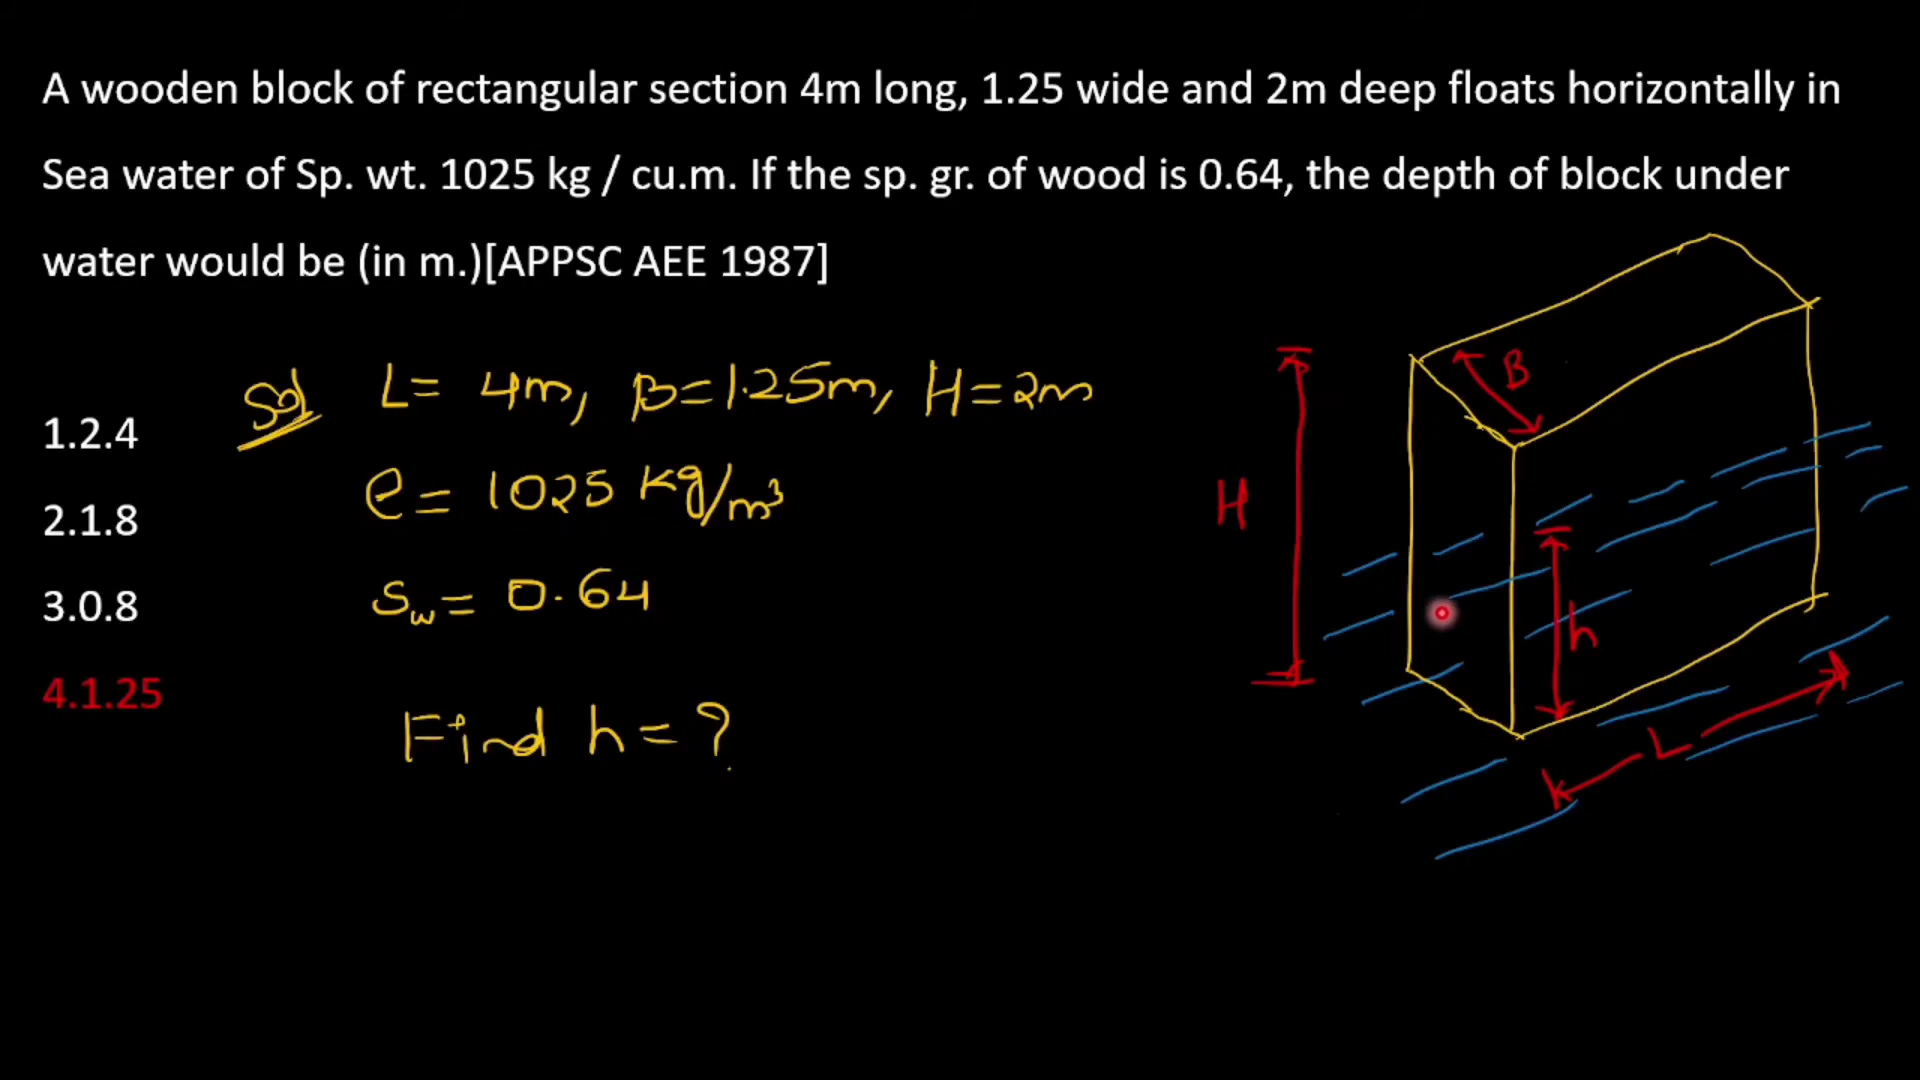 A wooden block of rectangular section 4m long, 1.25 wide and 2m deep floats horizontally in
Sea water of Sp. wt. 1025 kg / cu.m. If the sp. gr. of wood is 0.64, the depth of block under
water would be (in m.)[APPSC AEE 1987]
Sol L= 4m, B=1.25m, H=2m
1.2.4
ρ= 1025 kg/m³
2.1.8
Sw= 0.64
3.0.8
4.1.25
Find h=?
B
H
h
L